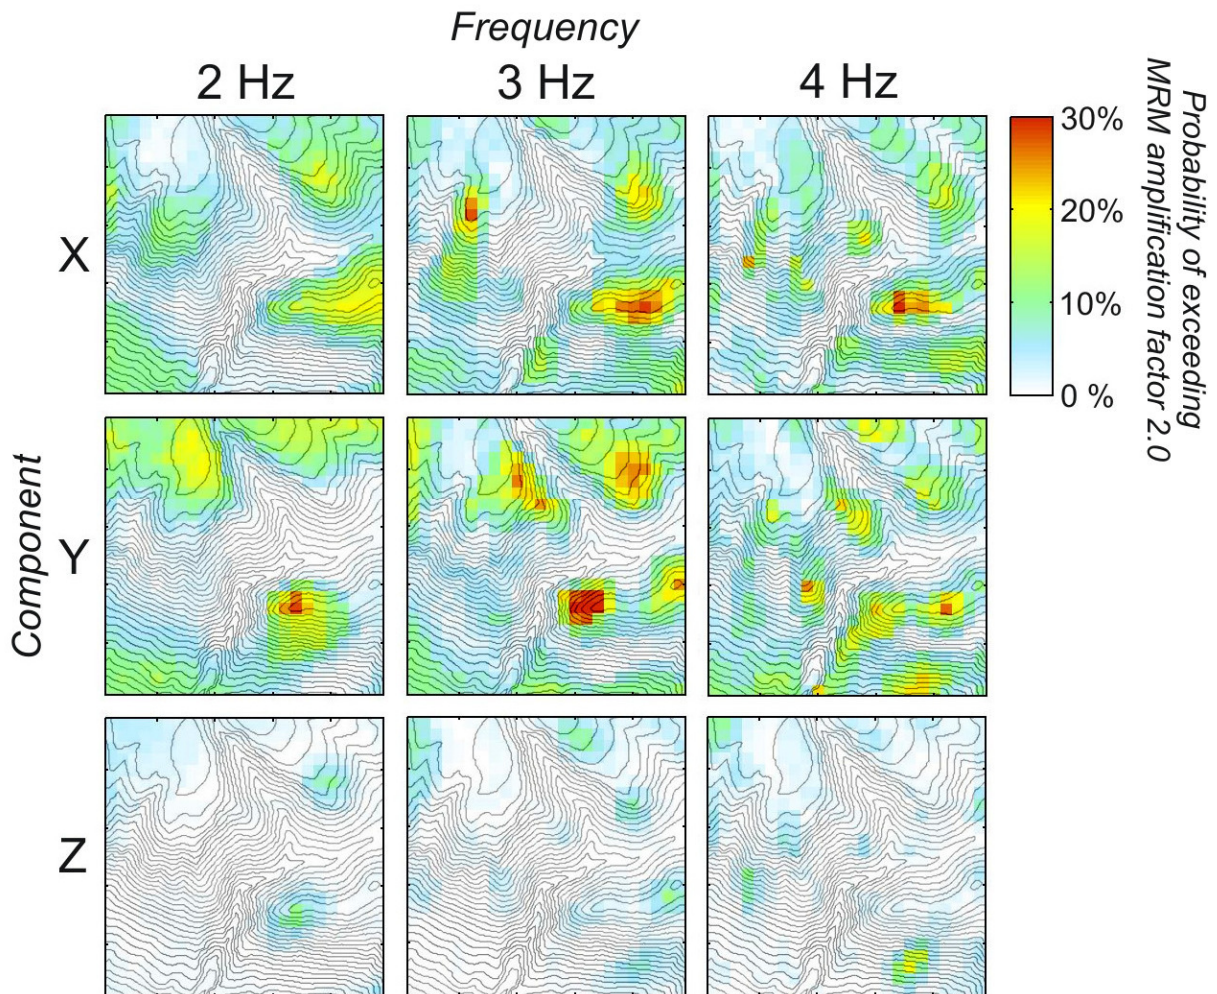 Frequency
2 Hz
3 Hz
4 Hz
X
Y
Z
Component
30%
20%
10%
0 %
Probability of exceeding
MRM amplification factor 2.0